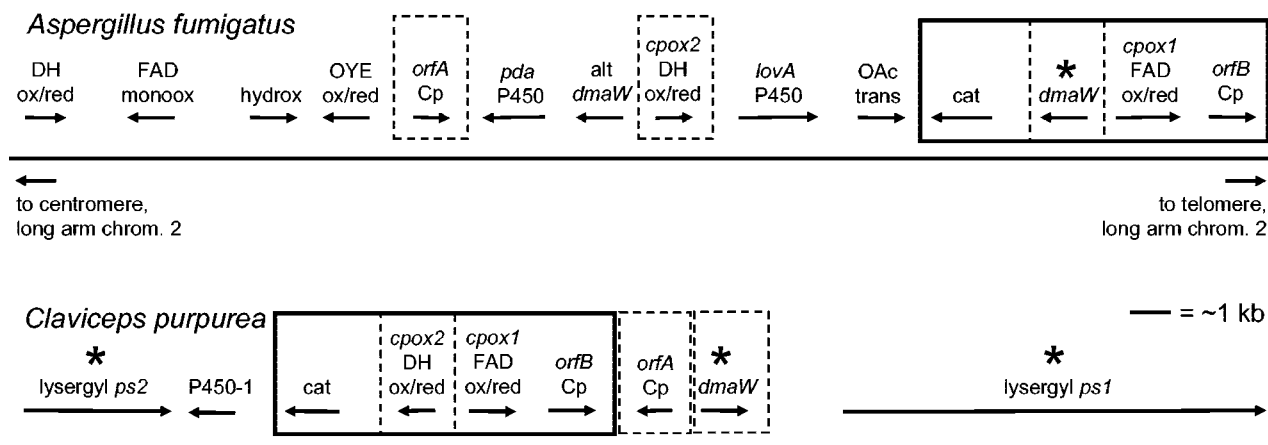 Aspergillus fumigatus
cpox2 cpox1
DH FAD OYE orfA pda alt DH lovA OAc * FAD orfB
ox/red monoox hydrox ox/red Cp P450 dmaW ox/red P450 trans cat dmaW ox/red Cp
to centromere, to telomere,
long arm chrom. 2 long arm chrom. 2
Claviceps purpurea = ~1 kb
cpox2 cpox1
* DH FAD orfB orfA * *
lysergyl ps2 P450-1 cat ox/red ox/red Cp Cp dmaW lysergyl ps1